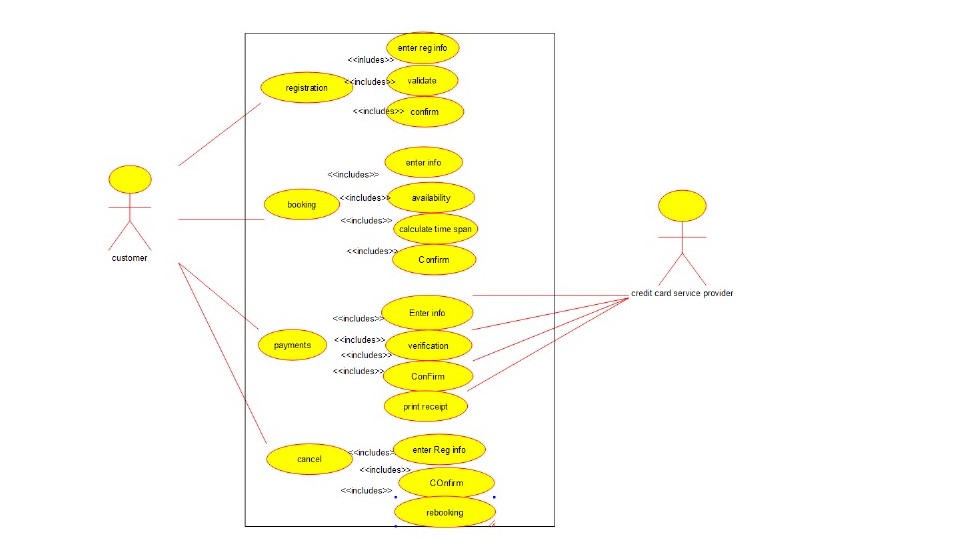 enter reg info
<<inludes>>
registration
<<includes>>
validate
<<includes>>
confirm
enter info
<<includes>>
booking
<<includes>>
availability
<<includes>>
calculate time span
<<includes>>
Confirm
customer
credit card service provider
Enter info
<<includes>>
payments
<<includes>>
verification
<<includes>>
<<includes>>
ConFirm
print receipt
cancel
<<includes>
enter Reg info
<<includes>>
COnfirm
<<includes>>
rebooking